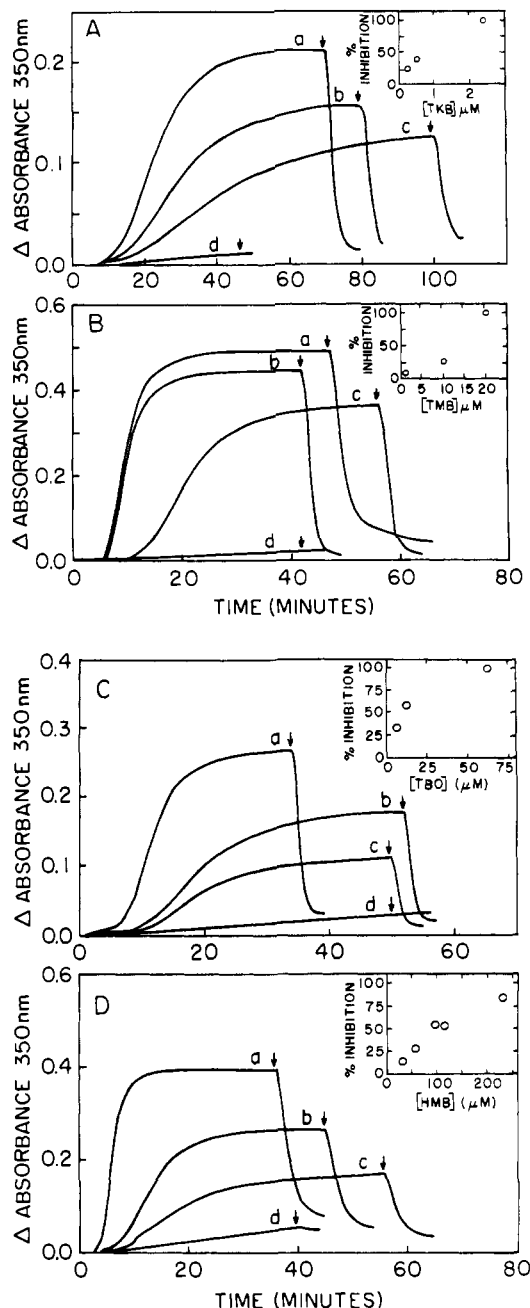 A
Δ ABSORBANCE 350nm
0.2
0.1
0.0
a
b
c
d
20
40
60
80
100
% INHIBITION
100
50
0
0
1
2
[TKB] μM
B
Δ ABSORBANCE 350nm
0.6
0.4
0.2
0.0
a
b
c
d
0
20
40
60
80
TIME (MINUTES)
% INHIBITION
100
75
50
25
0
5
10
15
20
[TMB] μM
C
Δ ABSORBANCE 350nm
0.4
0.3
0.2
0.1
0.0
a
b
c
d
0
20
40
60
% INHIBITION
100
75
50
25
0
0
25
50
75
[TBO] (μM)
D
Δ ABSORBANCE 350nm
0.6
0.4
0.2
0.0
a
b
c
d
0
20
40
60
80
TIME (MINUTES)
% INHIBITION
100
75
50
25
0
0
100
200
[HMB] (μM)